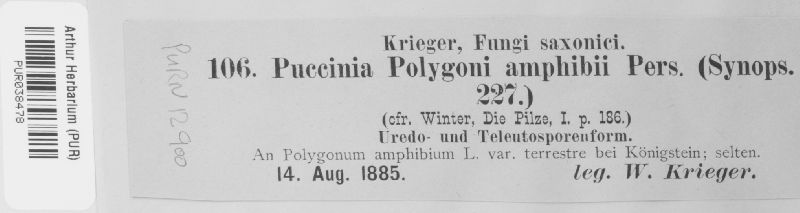 Arthur Herbarium (PUR)
PUR038478
PURN 12900
Krieger, Fungi saxonici.
106. Puccinia Polygoni amphibii Pers. (Synops.
227.)
(cfr. Winter, Die Pilze, I. p. 186.)
Uredo- und Teleutosporenform.
An Polygonum amphibium L. var. terrestre bei Königstein; selten.
14. Aug. 1885. leg. W. Krieger.